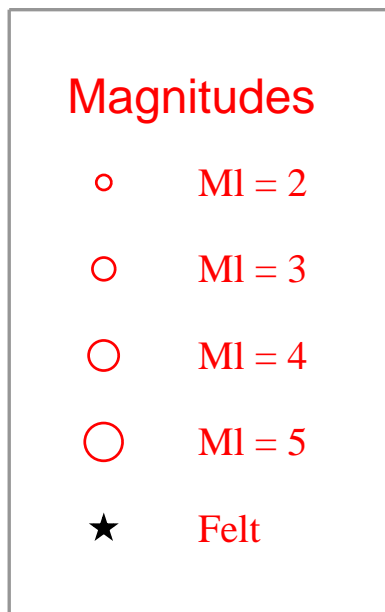 Magnitudes
Ml = 2
Ml = 3
Ml = 4
Ml = 5
Felt